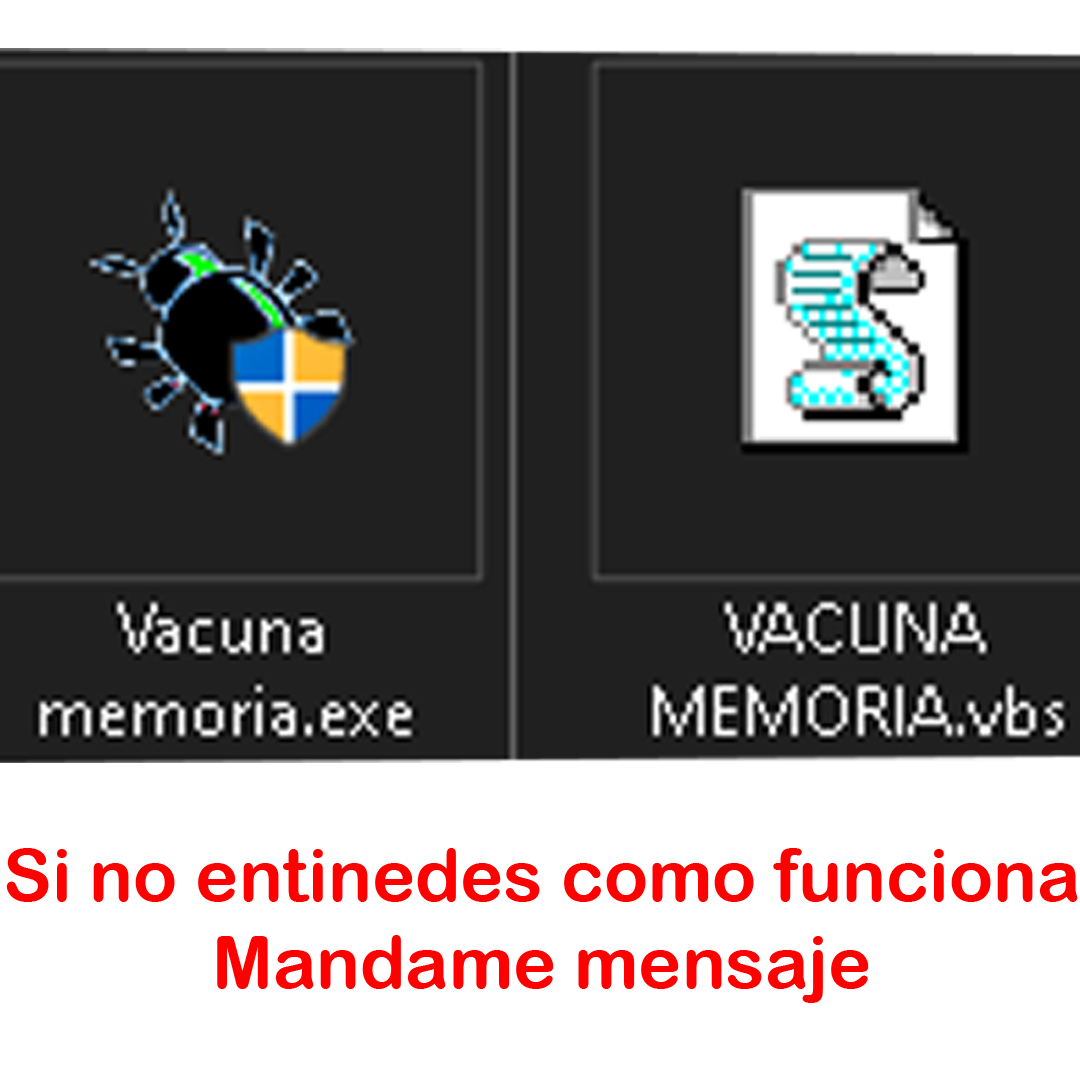 Vacuna
memoria.exe
VACUNA
MEMORIA.vbs
Si no entinedes como funciona
Mandame mensaje